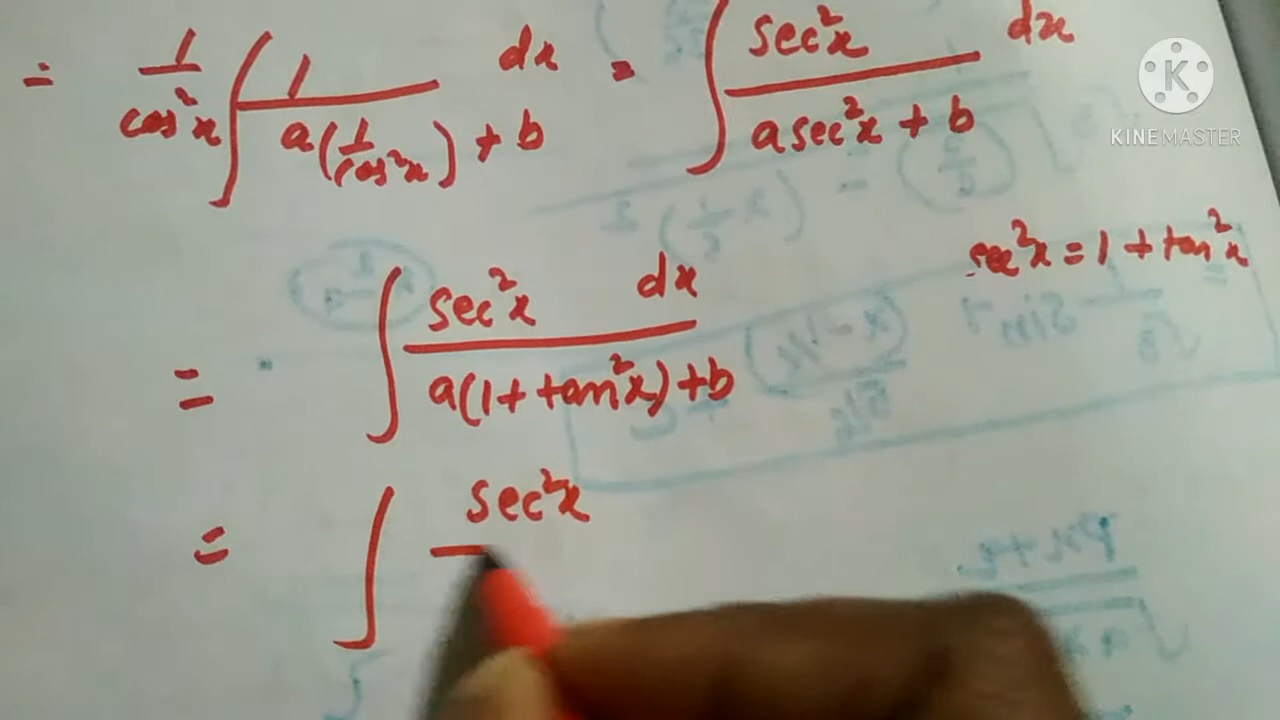 = 1/cos²x ∫ 1/(a(1/cos²x) + b) dx = ∫ sec²x/(a sec²x + b) dx
KINEMASTER
sec²x = 1 + tan²x
= ∫ sec²x dx/(a(1 + tan²x) + b)
= ∫ sec²x